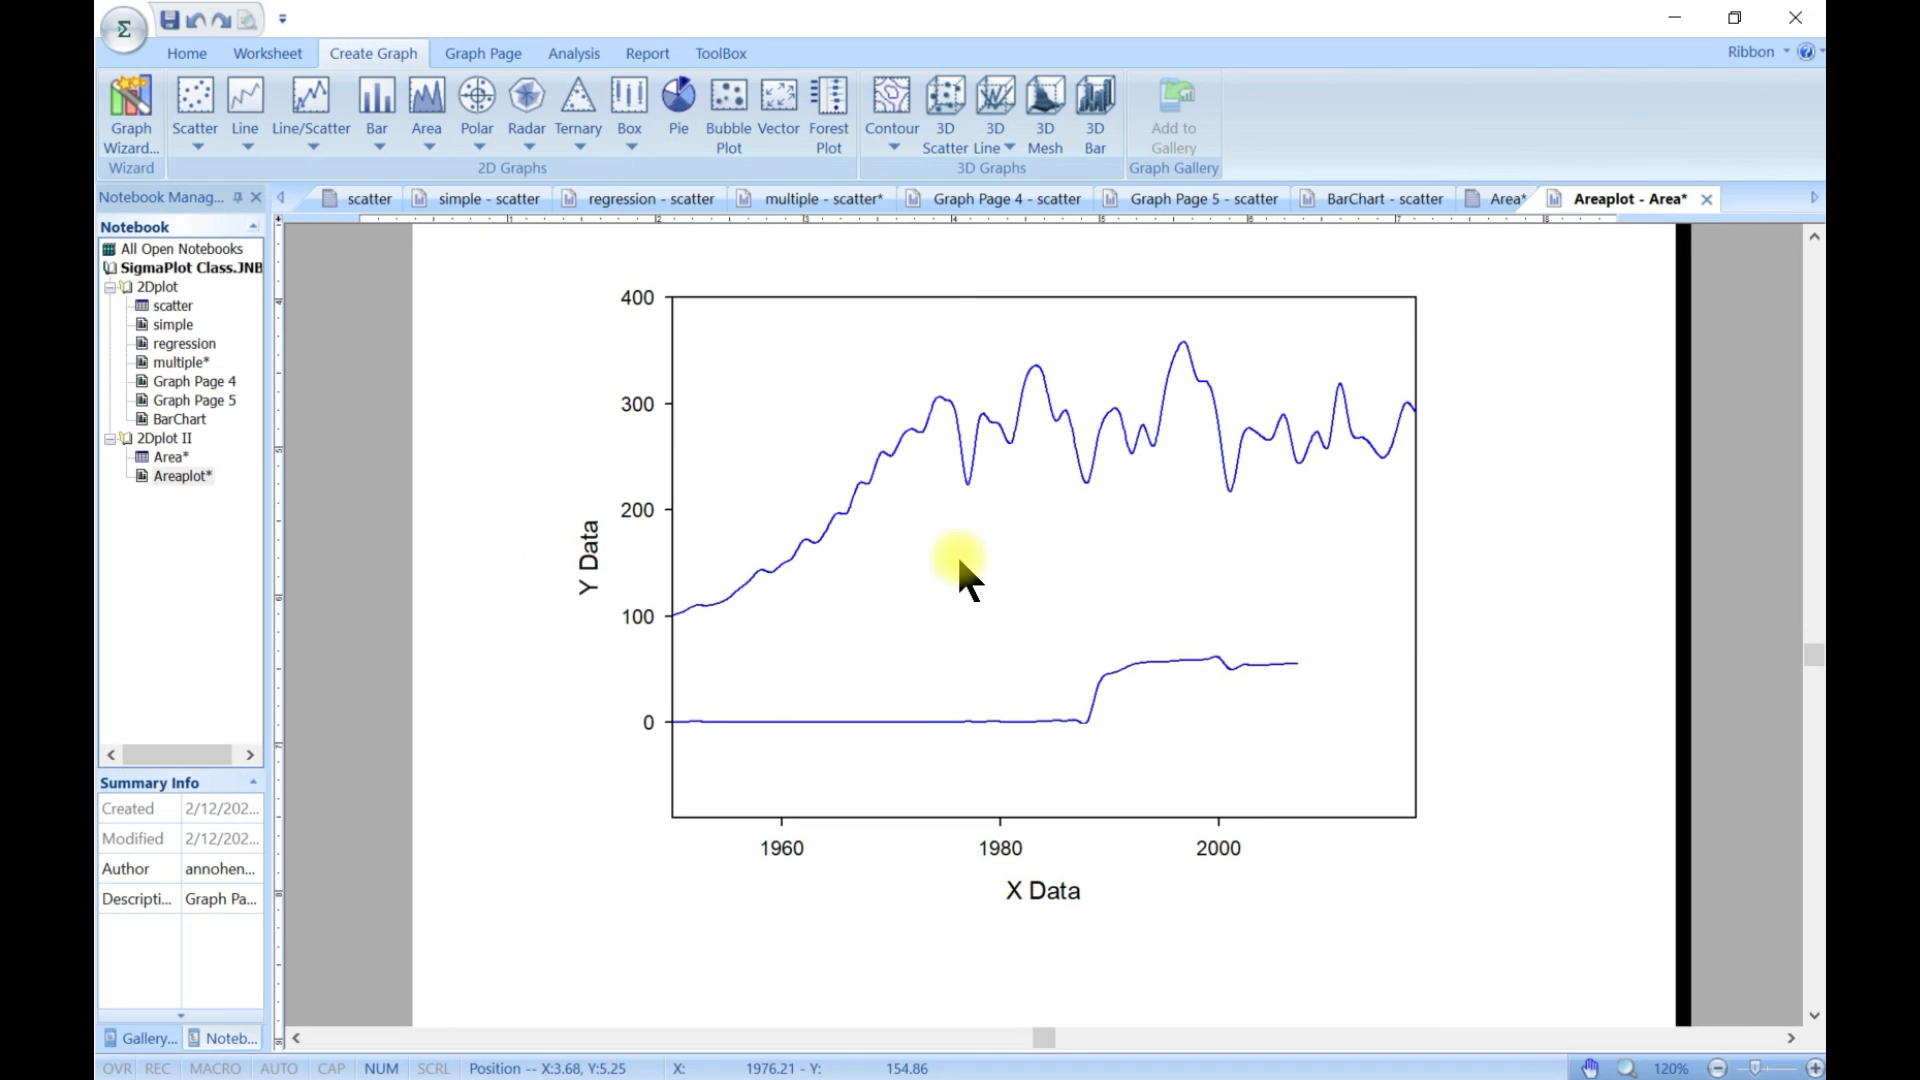 Σ
Home Worksheet Create Graph Graph Page Analysis Report ToolBox Ribbon
Graph Wizard... Scatter Line Line/Scatter Bar Area Polar Radar Ternary Box Pie Bubble Plot Vector Forest Plot Contour 3D Scatter 3D Line 3D Mesh 3D Bar Add to Gallery
Wizard 2D Graphs 3D Graphs Graph Gallery
Notebook Manag... scatter simple - scatter regression - scatter multiple - scatter* Graph Page 4 - scatter Graph Page 5 - scatter BarChart - scatter Area* Areaplot - Area*
Notebook
All Open Notebooks
SigmaPlot Class.JNB
2Dplot
scatter
simple
regression
multiple*
Graph Page 4
Graph Page 5
BarChart
2Dplot II
Area*
Areaplot*
400
300
200
100
0
Y Data
1960 1980 2000
X Data
Summary Info
Created 2/12/202...
Modified 2/12/202...
Author annohen...
Descripti... Graph Pa...
Gallery... Noteb...
OVR REC MACRO AUTO CAP NUM SCRL Position -- X:3.68, Y:5.25 X: 1976.21 - Y: 154.86 120%